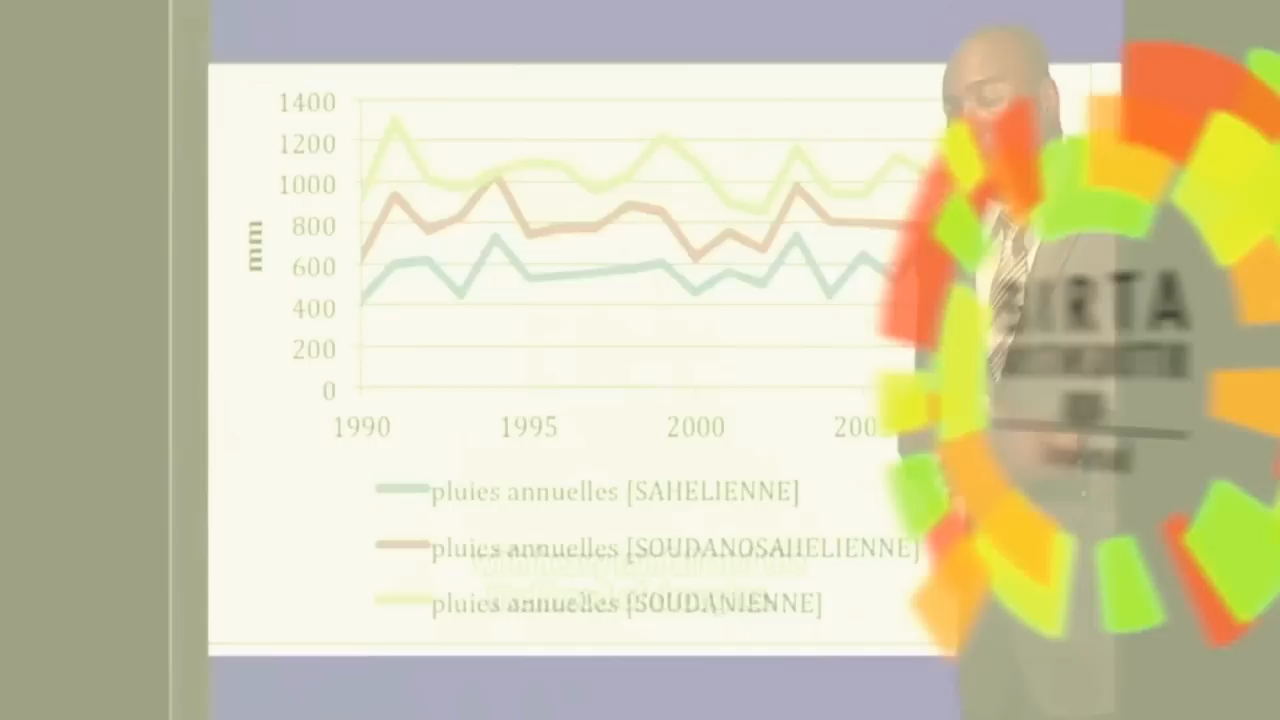 1400
1200
1000
800
600
400
200
0
mm
1990
1995
2000
pluies annuelles [SAHELIENNE]
pluies annuelles [SOUDANOSAHELIENNE]
pluies annuelles [SOUDANIENNE]